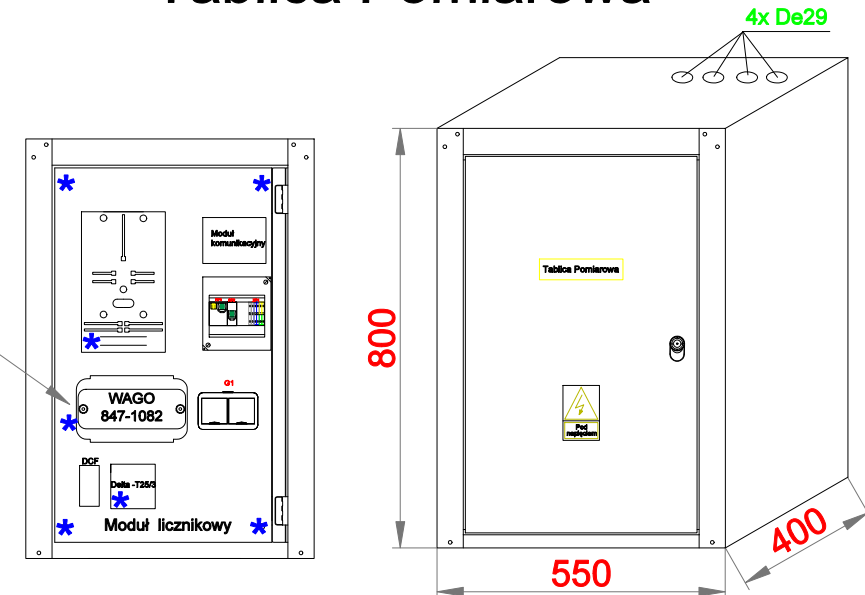 Tablica Pomiarowa
4x De29
Moduł
komunikacyjny
G1
WAGO
847-1082
DCF
Delta -T25/3
Moduł licznikowy
Tablica Pomiarowa
Pod
napięciem
800
550
400